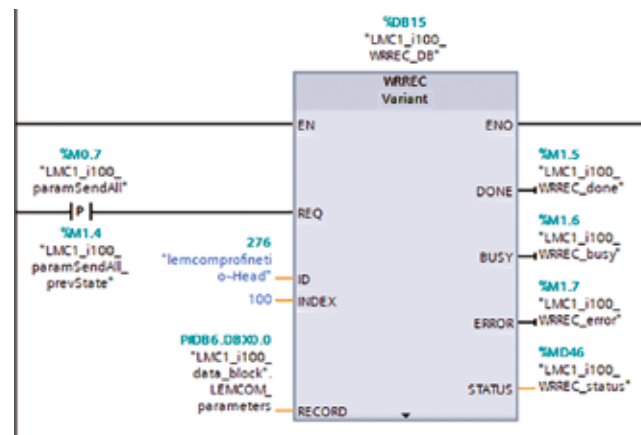 %DB15
"LMC1_i100_
WRREC_DB"
WRREC
Variant
EN
ENO
%M0.7
"LMC1_i100_
paramSendAll"
P
REQ
%M1.4
"LMC1_i100_
paramSendAll_
prevState"
276
"lemcomprofineti
o~Head"
ID
100
INDEX
P#DB6.DBX0.0
"LMC1_i100_
data_block".
LEMCOM_
parameters
RECORD
%M1.5
"LMC1_i100_
WRREC_done"
DONE
%M1.6
"LMC1_i100_
WRREC_busy"
BUSY
%M1.7
"LMC1_i100_
WRREC_error"
ERROR
%MD46
"LMC1_i100_
WRREC_status"
STATUS